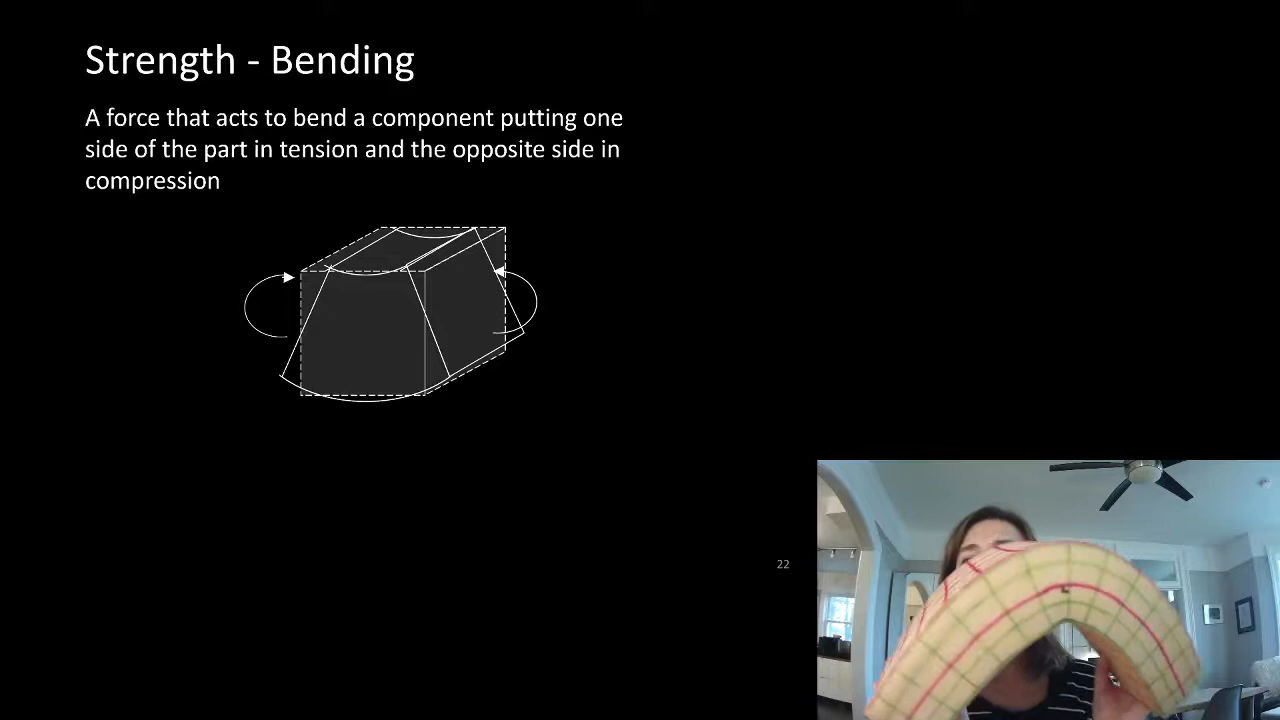 Strength - Bending
A force that acts to bend a component putting one
side of the part in tension and the opposite side in
compression
22